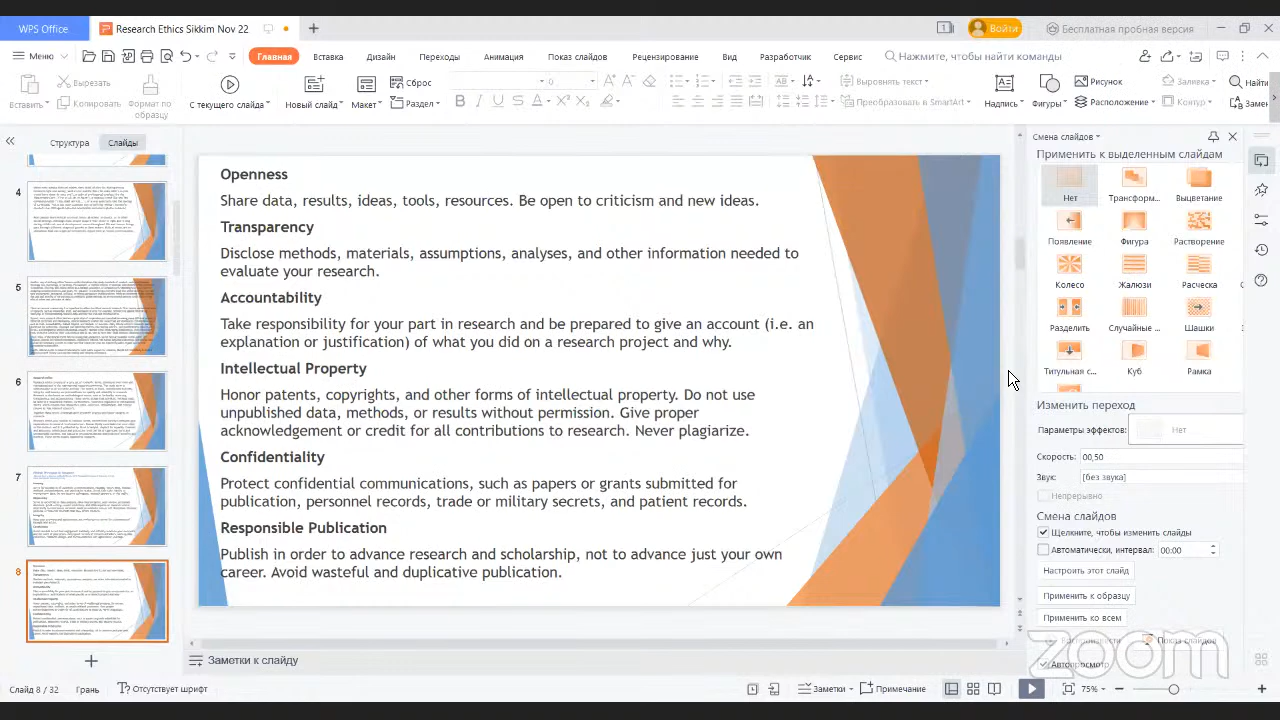 WPS Office
Research Ethics Sikkim Nov 22
Войти
Бесплатная версия
Меню
Главная
Вставка
Дизайн
Переходы
Анимация
Показ слайдов
Рецензирование
Вид
Разработчик
Сервис
Нажмите, чтобы найти команды
Вырезать
Копировать
Формат по образцу
С текущего слайда
Новый слайд
Макет
Сброс
Раздел
Выровнять текст
Преобразовать в SmartArt
Надпись
Фигуры
Рисунок
Расположение
Заливка
Контур
Структура
Слайды
4
6
7
8
Openness
Share data, results, ideas, tools, resources. Be open to criticism and new ideas.
Transparency
Disclose methods, materials, assumptions, analyses, and other information needed to
evaluate your research.
Accountability
Take responsibility for your part in research and be prepared to give an account (i.e. an
explanation or justification) of what you did on a research project and why.
Intellectual Property
Honor patents, copyrights, and other forms of intellectual property. Do not use
unpublished data, methods, or results without permission. Give proper
acknowledgement or credit for all contributions to research. Never plagiarize.
Confidentiality
Protect confidential communications, such as papers or grants submitted for
publication, personnel records, trade or military secrets, and patient records.
Responsible Publication
Publish in order to advance research and scholarship, not to advance just your own
career. Avoid wasteful and duplicative publication.
Смена слайдов
Применить к выделенным слайдам
Нет
Трансформ...
Выцветание
Появление
Фигура
Растворение
Колесо
Жалюзи
Расческа
Разделить
Случайные ...
Шашки
Титульная с...
Куб
Рамка
Изменить переход
Параметры эффектов:
Нет
Скорость: 00,50
Звук: [без звука]
Непрерывно
Смена слайдов
Щелкните, чтобы изменить слайды
Автоматически, интервал: 00:00
Настроить этот слайд
Применить к образцу
Применить ко всем
Показ слайдов
Автопросмотр
zoom
Заметки к слайду
Слайд 8 / 32
Грань
Отсутствует шрифт
Заметки
Примечание
75%